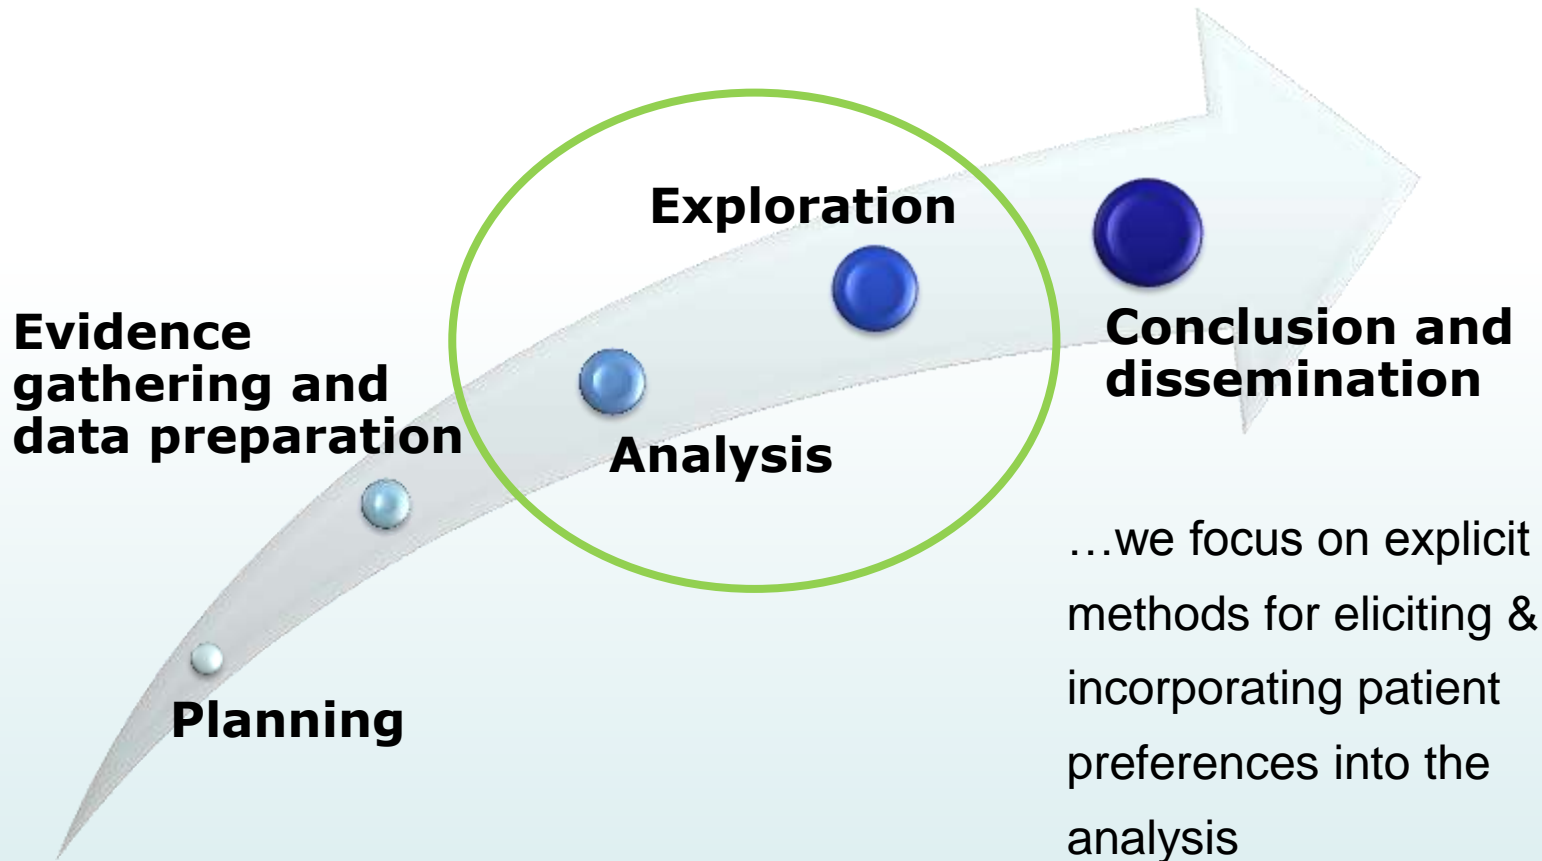 Exploration
Evidence
gathering and
data preparation
Conclusion and
dissemination
Analysis
Planning
…we focus on explicit
methods for eliciting &
incorporating patient
preferences into the
analysis